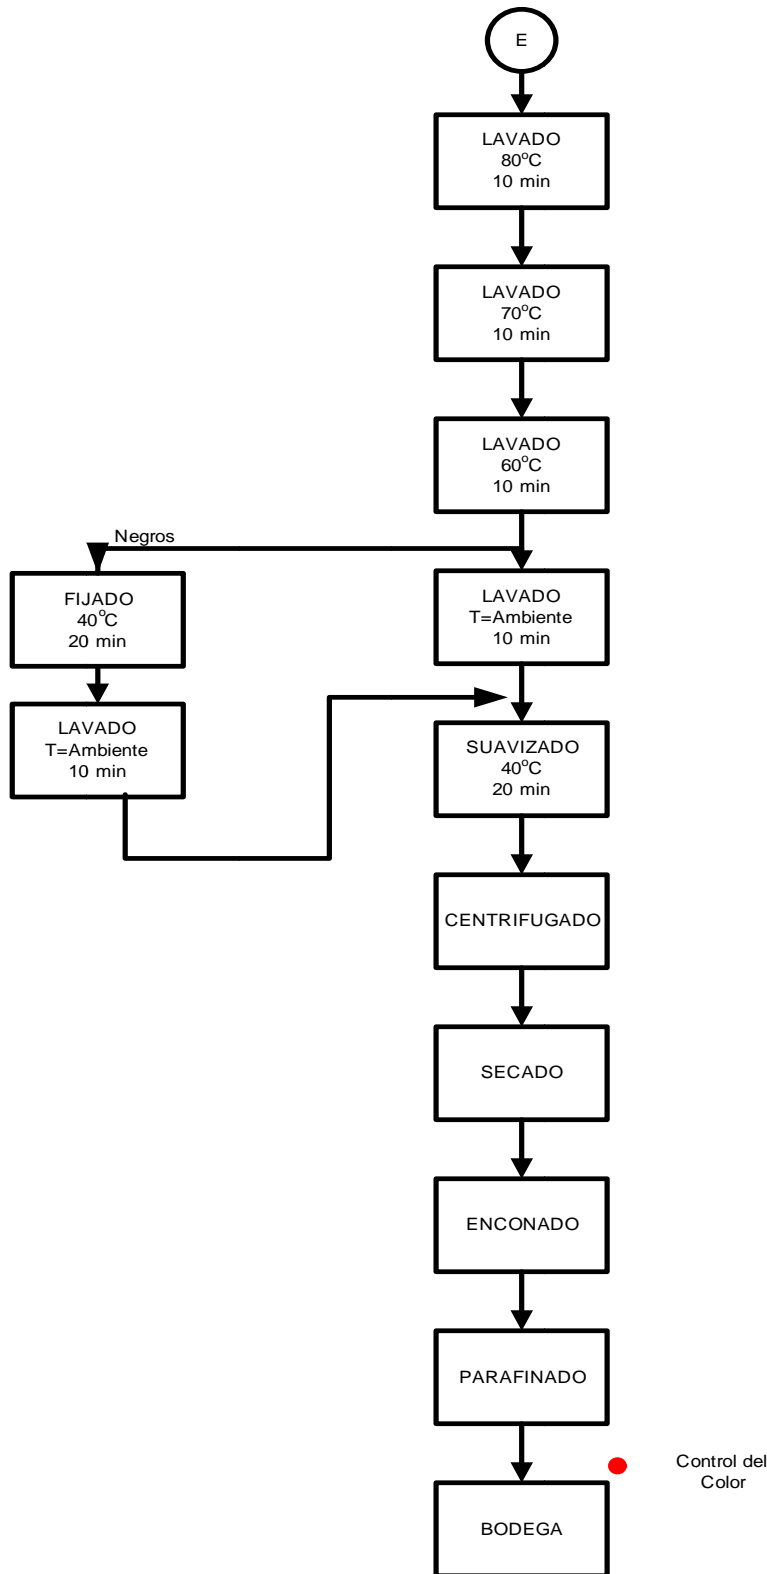 E
LAVADO
80°C
10 min
LAVADO
70°C
10 min
LAVADO
60°C
10 min
Negros
FIJADO
40°C
20 min
LAVADO
T=Ambiente
10 min
LAVADO
T=Ambiente
10 min
SUAVIZADO
40°C
20 min
CENTRIFUGADO
SECADO
ENCONADO
PARAFINADO
Control del
Color
BODEGA